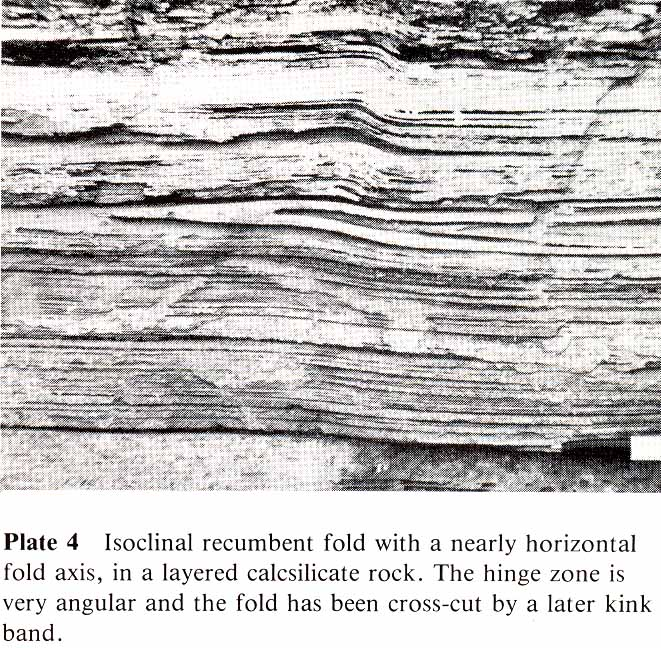 Plate 4 Isoclinal recumbent fold with a nearly horizontal
fold axis, in a layered calcsilicate rock. The hinge zone is
very angular and the fold has been cross-cut by a later kink
band.